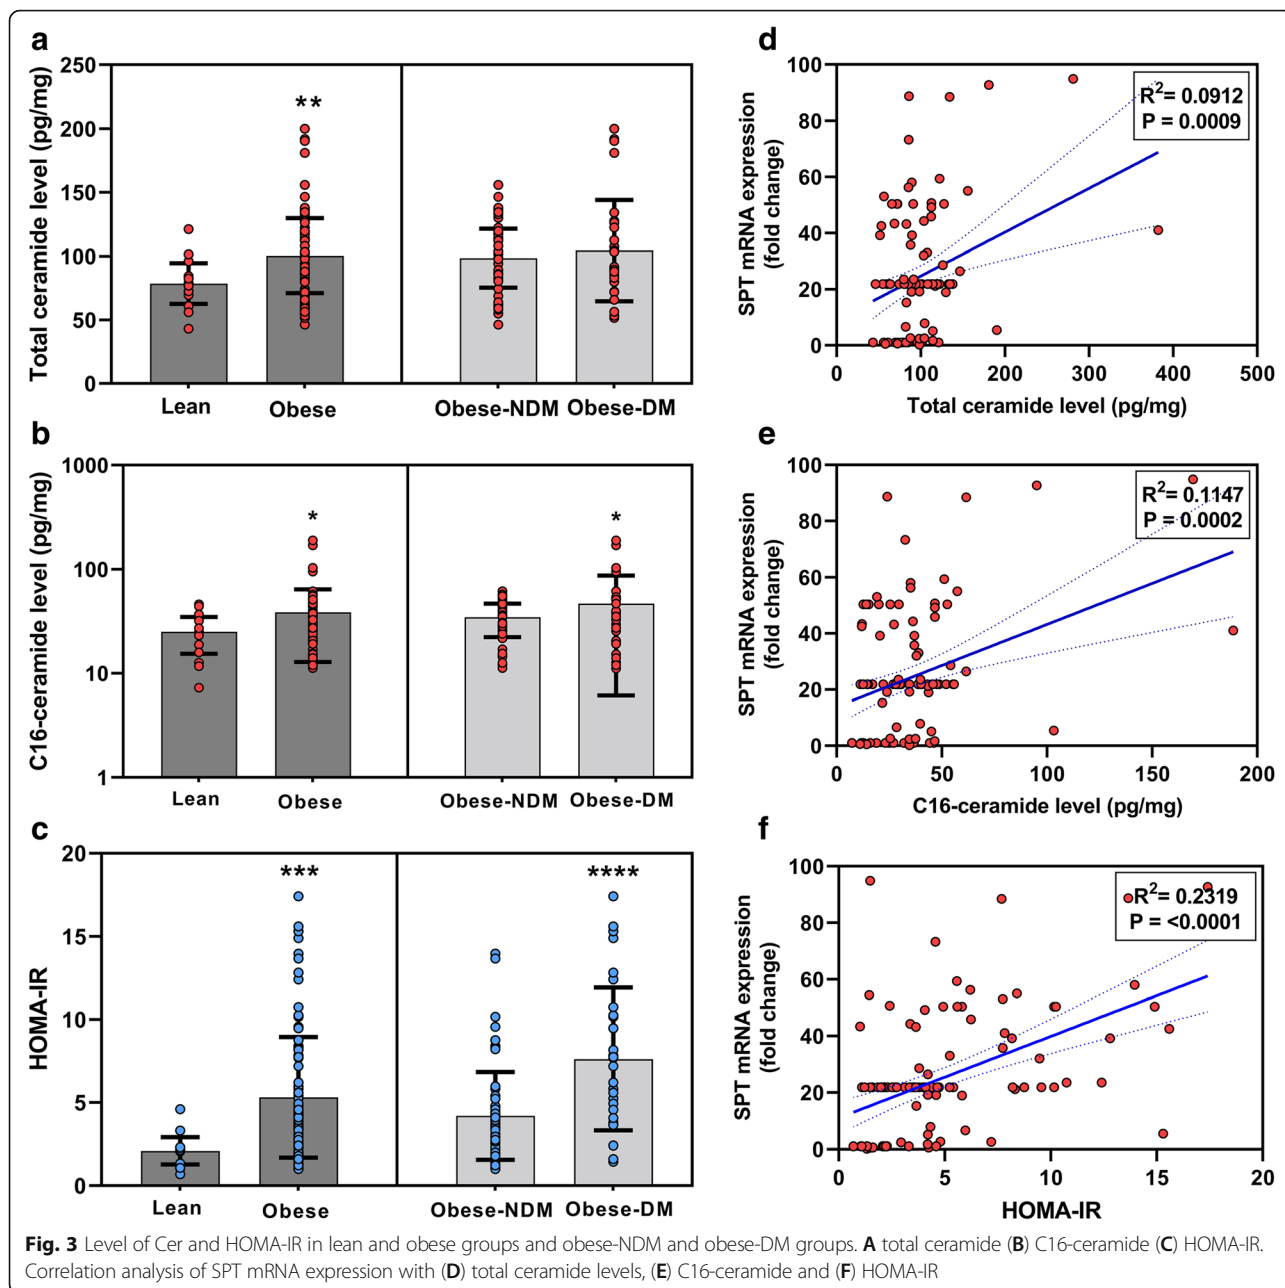 a
Total ceramide level (pg/mg)
250
200
150
100
50
0
**
Lean
Obese
Obese-NDM
Obese-DM
b
C16-ceramide level (pg/mg)
1000
100
10
1
*
*
Lean
Obese
Obese-NDM
Obese-DM
c
HOMA-IR
20
15
10
5
0
***
****
Lean
Obese
Obese-NDM
Obese-DM
d
SPT mRNA expression
(fold change)
100
80
60
40
20
0
R²= 0.0912
P = 0.0009
0 100 200 300 400 500
Total ceramide level (pg/mg)
e
SPT mRNA expression
(fold change)
100
80
60
40
20
0
R²= 0.1147
P = 0.0002
0 50 100 150 200
C16-ceramide level (pg/mg)
f
SPT mRNA expression
(fold change)
100
80
60
40
20
0
R²= 0.2319
P = <0.0001
0 5 10 15 20
HOMA-IR
Fig. 3 Level of Cer and HOMA-IR in lean and obese groups and obese-NDM and obese-DM groups. A total ceramide (B) C16-ceramide (C) HOMA-IR.
Correlation analysis of SPT mRNA expression with (D) total ceramide levels, (E) C16-ceramide and (F) HOMA-IR